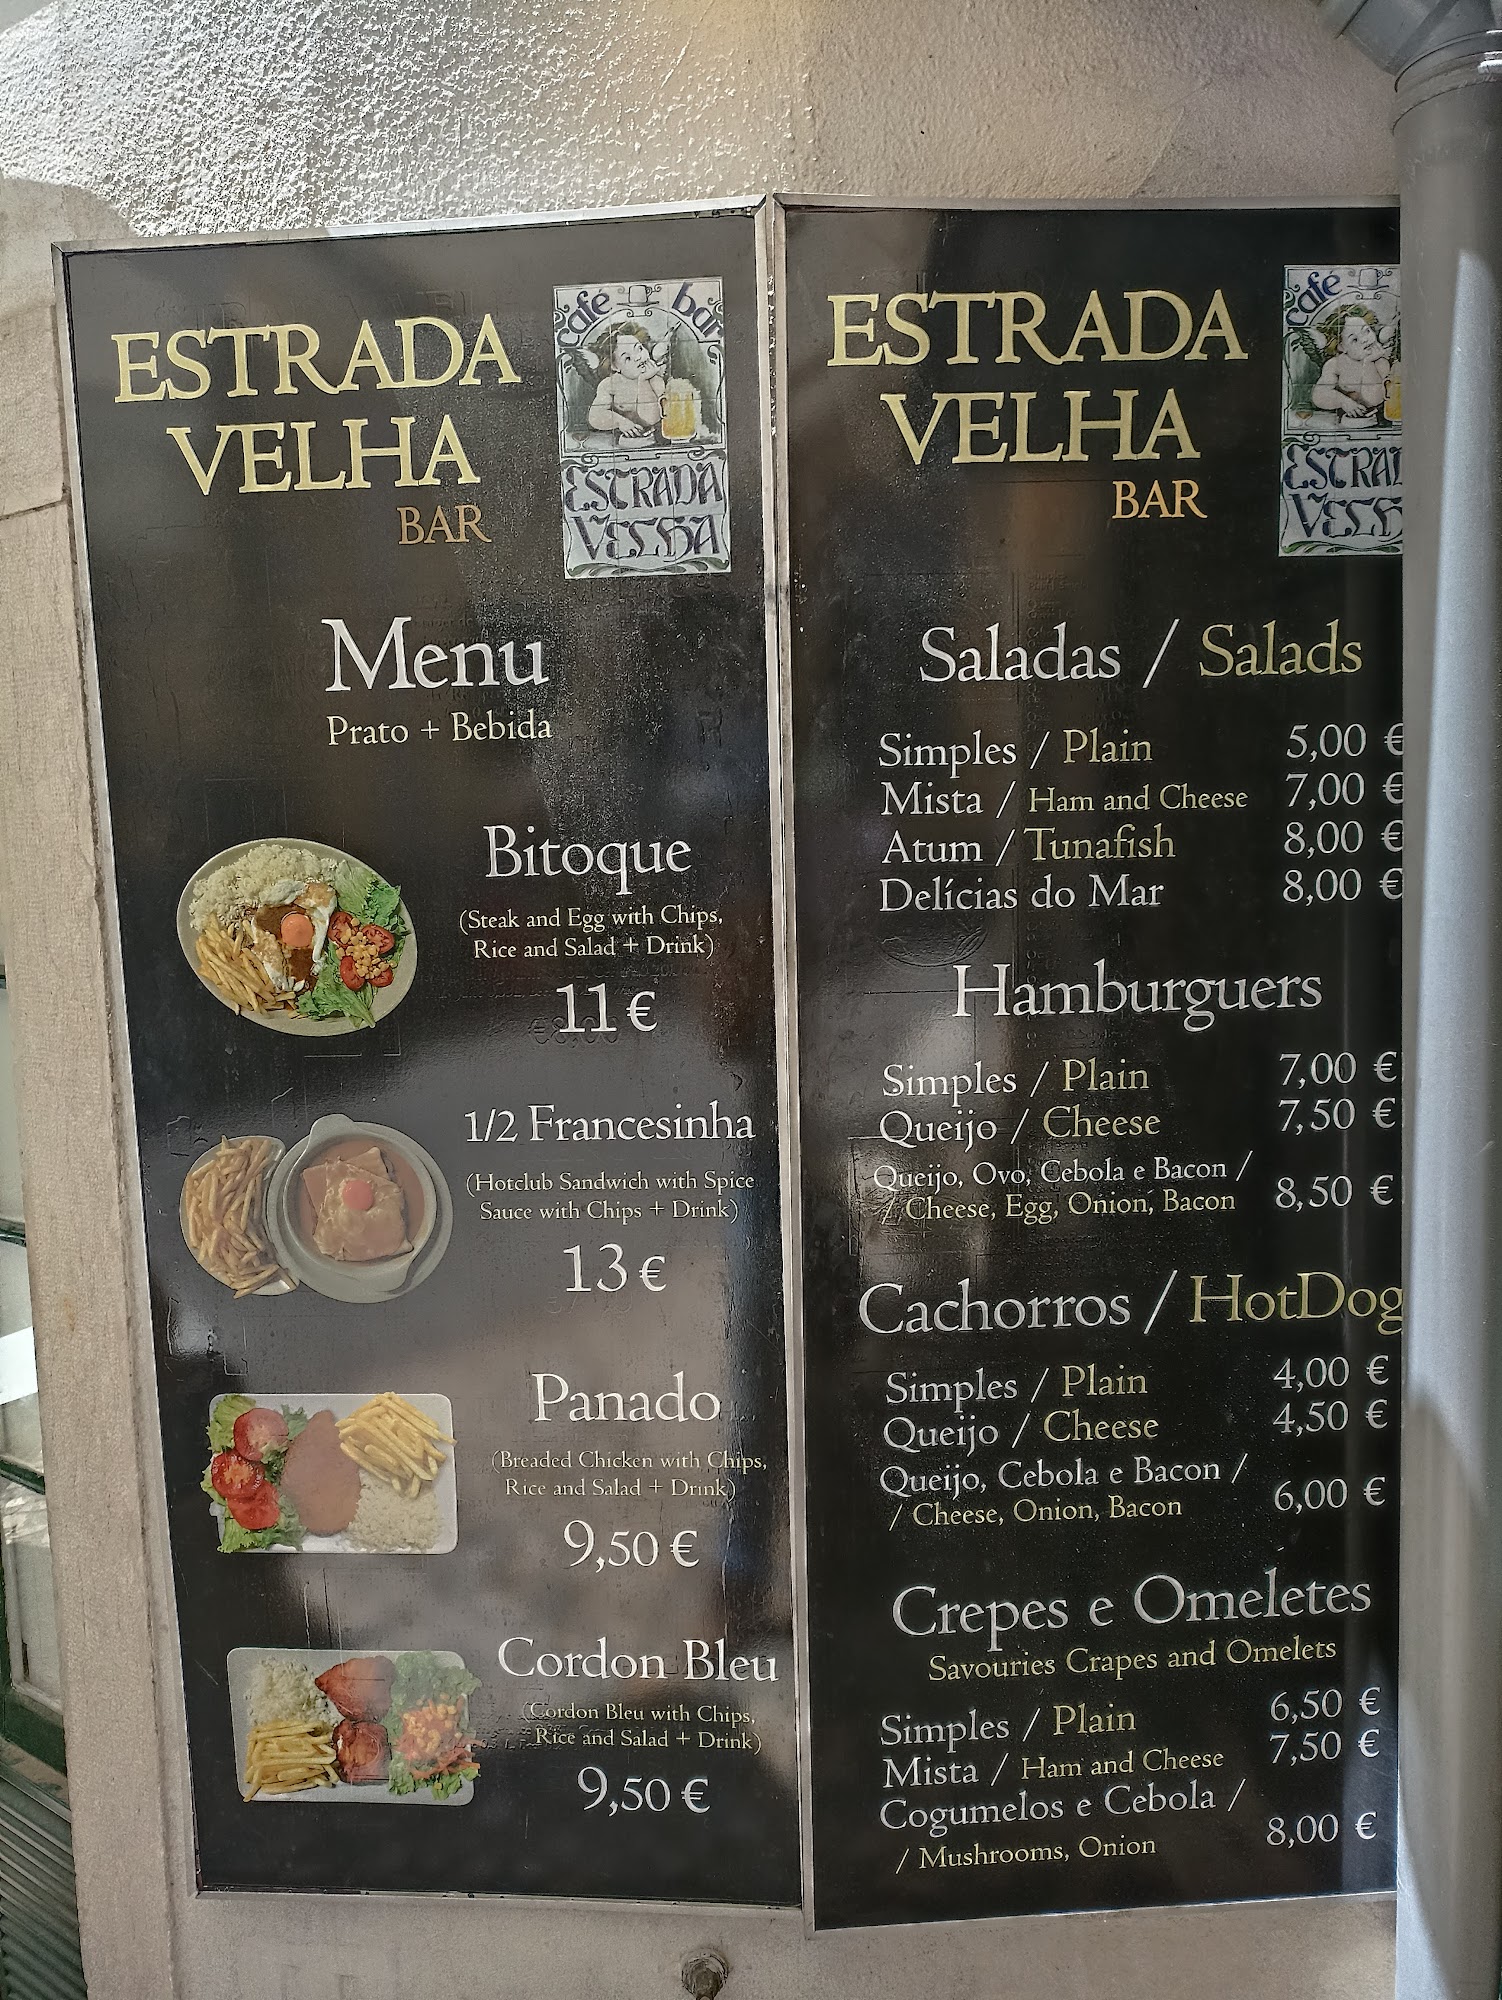 ESTRADA
VELHA
BAR
café bar
ESTRADA
VELHA
Menu
Prato + Bebida
Bitoque
(Steak and Egg with Chips,
Rice and Salad + Drink)
11 €
1/2 Francesinha
(Hotclub Sandwich with Spice
Sauce with Chips + Drink)
13 €
Panado
(Breaded Chicken with Chips,
Rice and Salad + Drink)
9,50 €
Cordon Bleu
(Cordon Bleu with Chips,
Rice and Salad + Drink)
9,50 €
ESTRADA
VELHA
BAR
café
ESTRAD
VELH
Saladas / Salads
Simples / Plain 5,00 €
Mista / Ham and Cheese 7,00 €
Atum / Tunafish 8,00 €
Delícias do Mar 8,00 €
Hamburguers
Simples / Plain 7,00 €
Queijo / Cheese 7,50 €
Queijo, Ovo, Cebola e Bacon /
/ Cheese, Egg, Onion, Bacon 8,50 €
Cachorros / HotDog
Simples / Plain 4,00 €
Queijo / Cheese 4,50 €
Queijo, Cebola e Bacon /
/ Cheese, Onion, Bacon 6,00 €
Crepes e Omeletes
Savouries Crapes and Omelets
Simples / Plain 6,50 €
Mista / Ham and Cheese 7,50 €
Cogumelos e Cebola /
/ Mushrooms, Onion 8,00 €